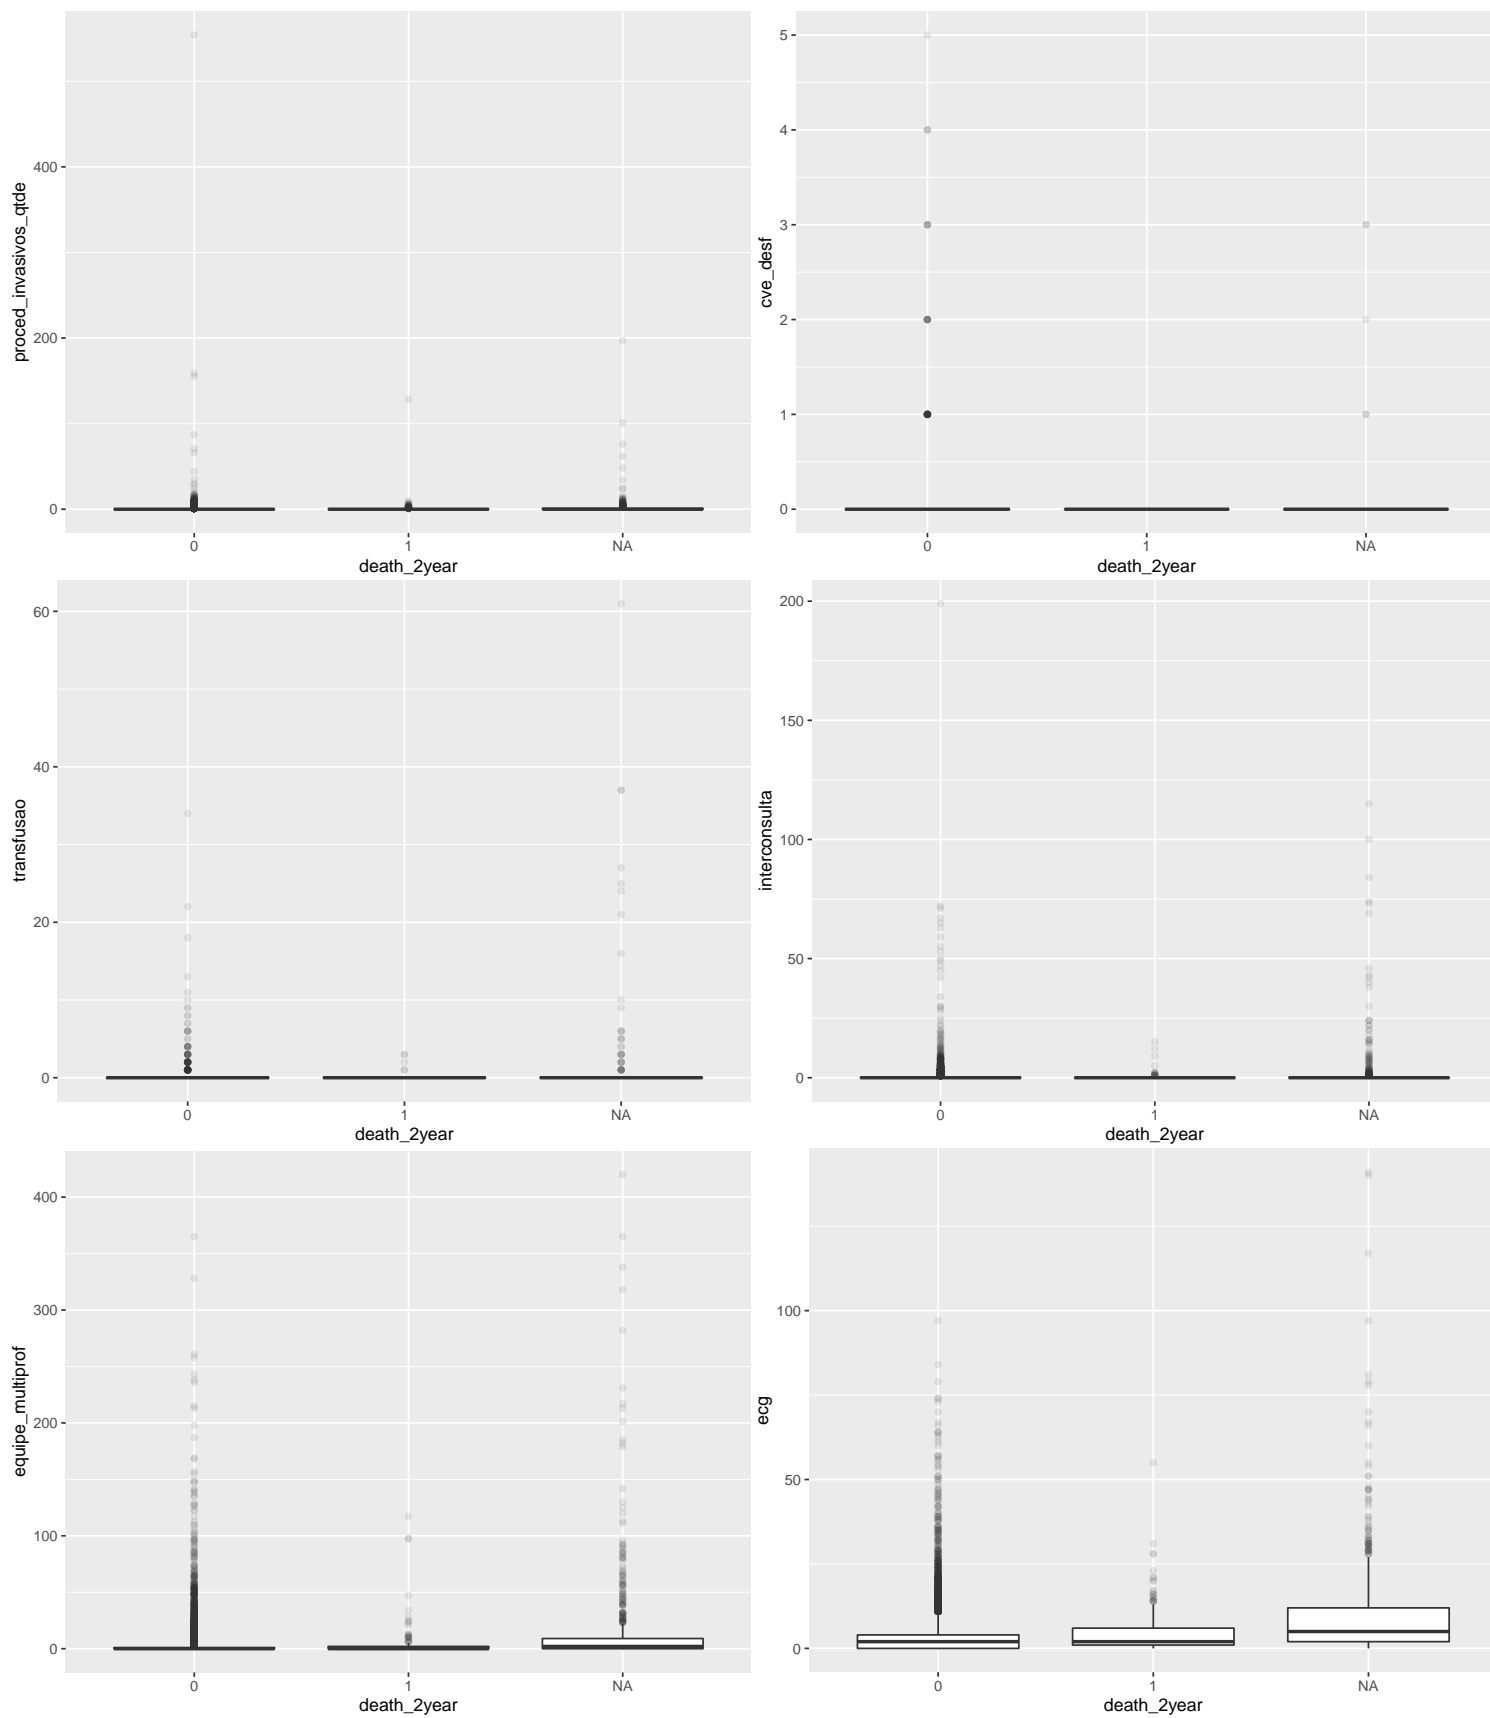 proced_invasivos_qtde
400
200
0
0 1 NA
death_2year
cve_desf
5
4
3
2
1
0
0 1 NA
death_2year
transfusao
60
40
20
0
0 1 NA
death_2year
interconsulta
200
150
100
50
0
0 1 NA
death_2year
equipe_multiprof
400
300
200
100
0
0 1 NA
death_2year
ecg
100
50
0
0 1 NA
death_2year